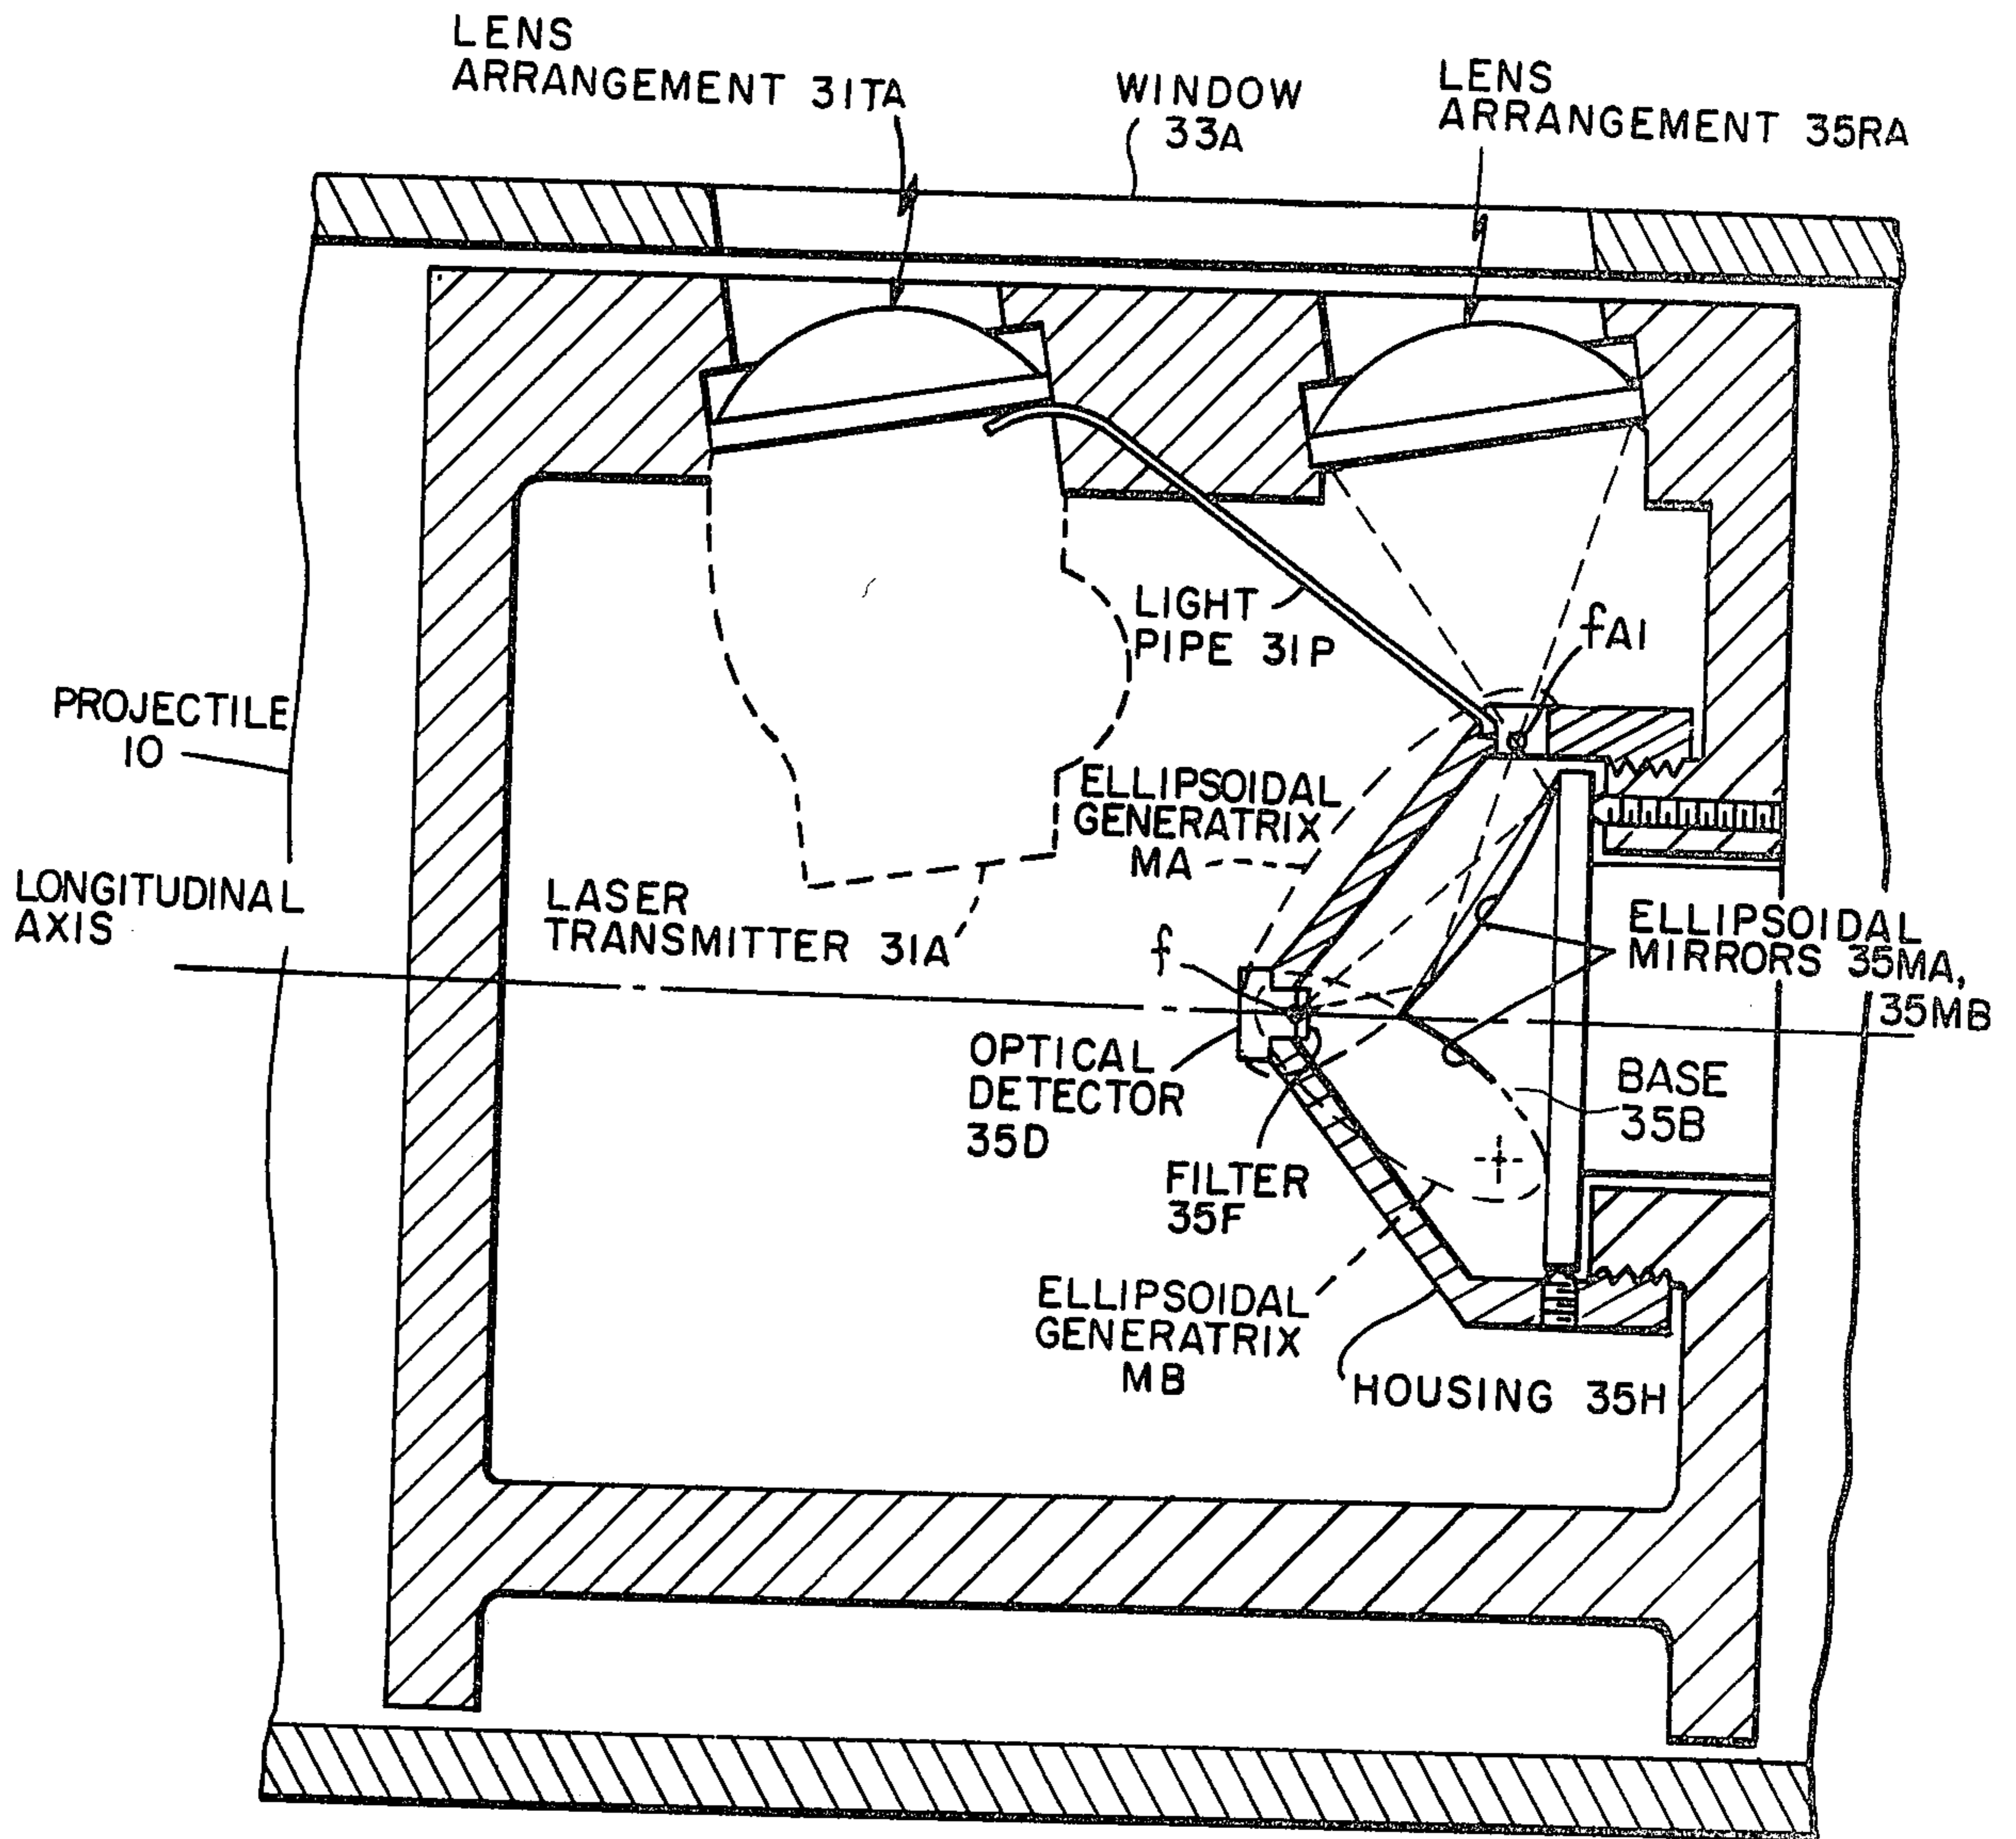 LENS
ARRANGEMENT 31TA
WINDOW
33A
LENS
ARRANGEMENT 35RA
LIGHT
PIPE 31P
fA1
PROJECTILE
10
ELLIPSOIDAL
GENERATRIX
MA
LONGITUDINAL
AXIS
LASER
TRANSMITTER 31A
f
ELLIPSOIDAL
MIRRORS 35MA,
35MB
OPTICAL
DETECTOR
35D
BASE
35B
FILTER
35F
ELLIPSOIDAL
GENERATRIX
MB
HOUSING 35H